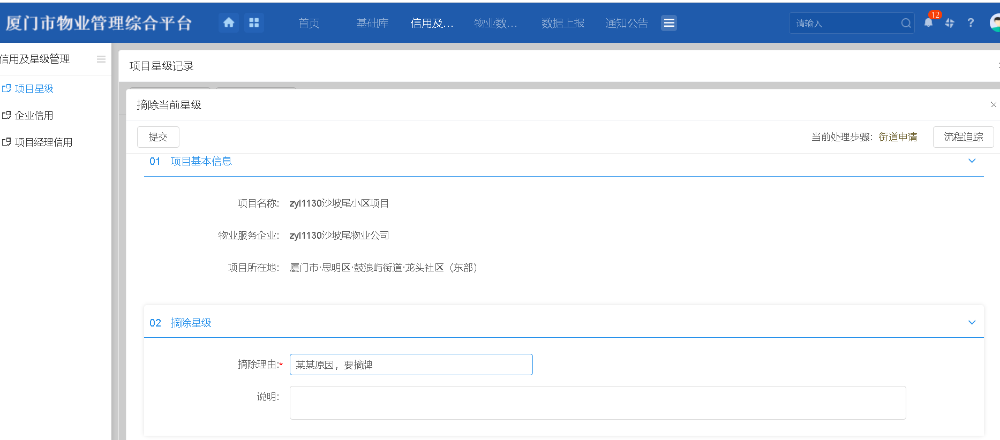 厦门市物业管理综合平台
首页
基础库
信用及...
物业数...
数据上报
通知公告
请输入
12
?
信用及星级管理
项目星级
企业信用
项目经理信用
项目星级记录
摘除当前星级
提交
当前处理步骤: 街道申请
流程追踪
01 项目基本信息
项目名称: zyl1130沙坡尾小区项目
物业服务企业: zyl1130沙坡尾物业公司
项目所在地: 厦门市·思明区·鼓浪屿街道·龙头社区（东部）
02 摘除星级
摘除理由:* 某某原因，要摘牌
说明: